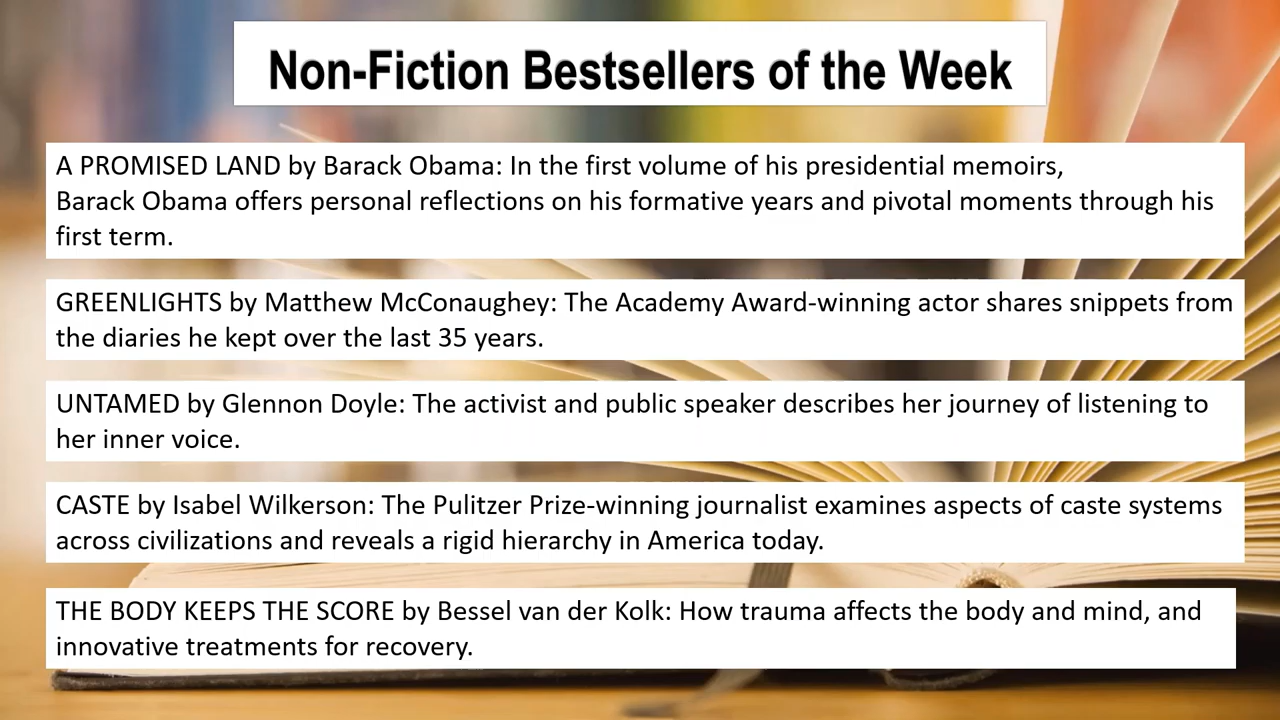 Non-Fiction Bestsellers of the Week
A PROMISED LAND by Barack Obama: In the first volume of his presidential memoirs,
Barack Obama offers personal reflections on his formative years and pivotal moments through his
first term.
GREENLIGHTS by Matthew McConaughey: The Academy Award-winning actor shares snippets from
the diaries he kept over the last 35 years.
UNTAMED by Glennon Doyle: The activist and public speaker describes her journey of listening to
her inner voice.
CASTE by Isabel Wilkerson: The Pulitzer Prize-winning journalist examines aspects of caste systems
across civilizations and reveals a rigid hierarchy in America today.
THE BODY KEEPS THE SCORE by Bessel van der Kolk: How trauma affects the body and mind, and
innovative treatments for recovery.